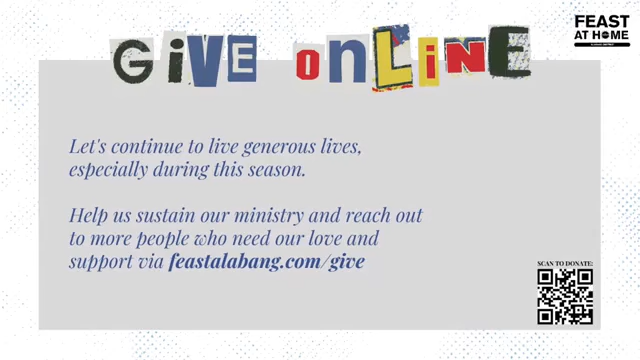 GiVE OnLiNE
FEAST
AT HOME
Let's continue to live generous lives,
especially during this season.
Help us sustain our ministry and reach out
to more people who need our love and
support via feastalabang.com/give
SCAN TO DONATE: